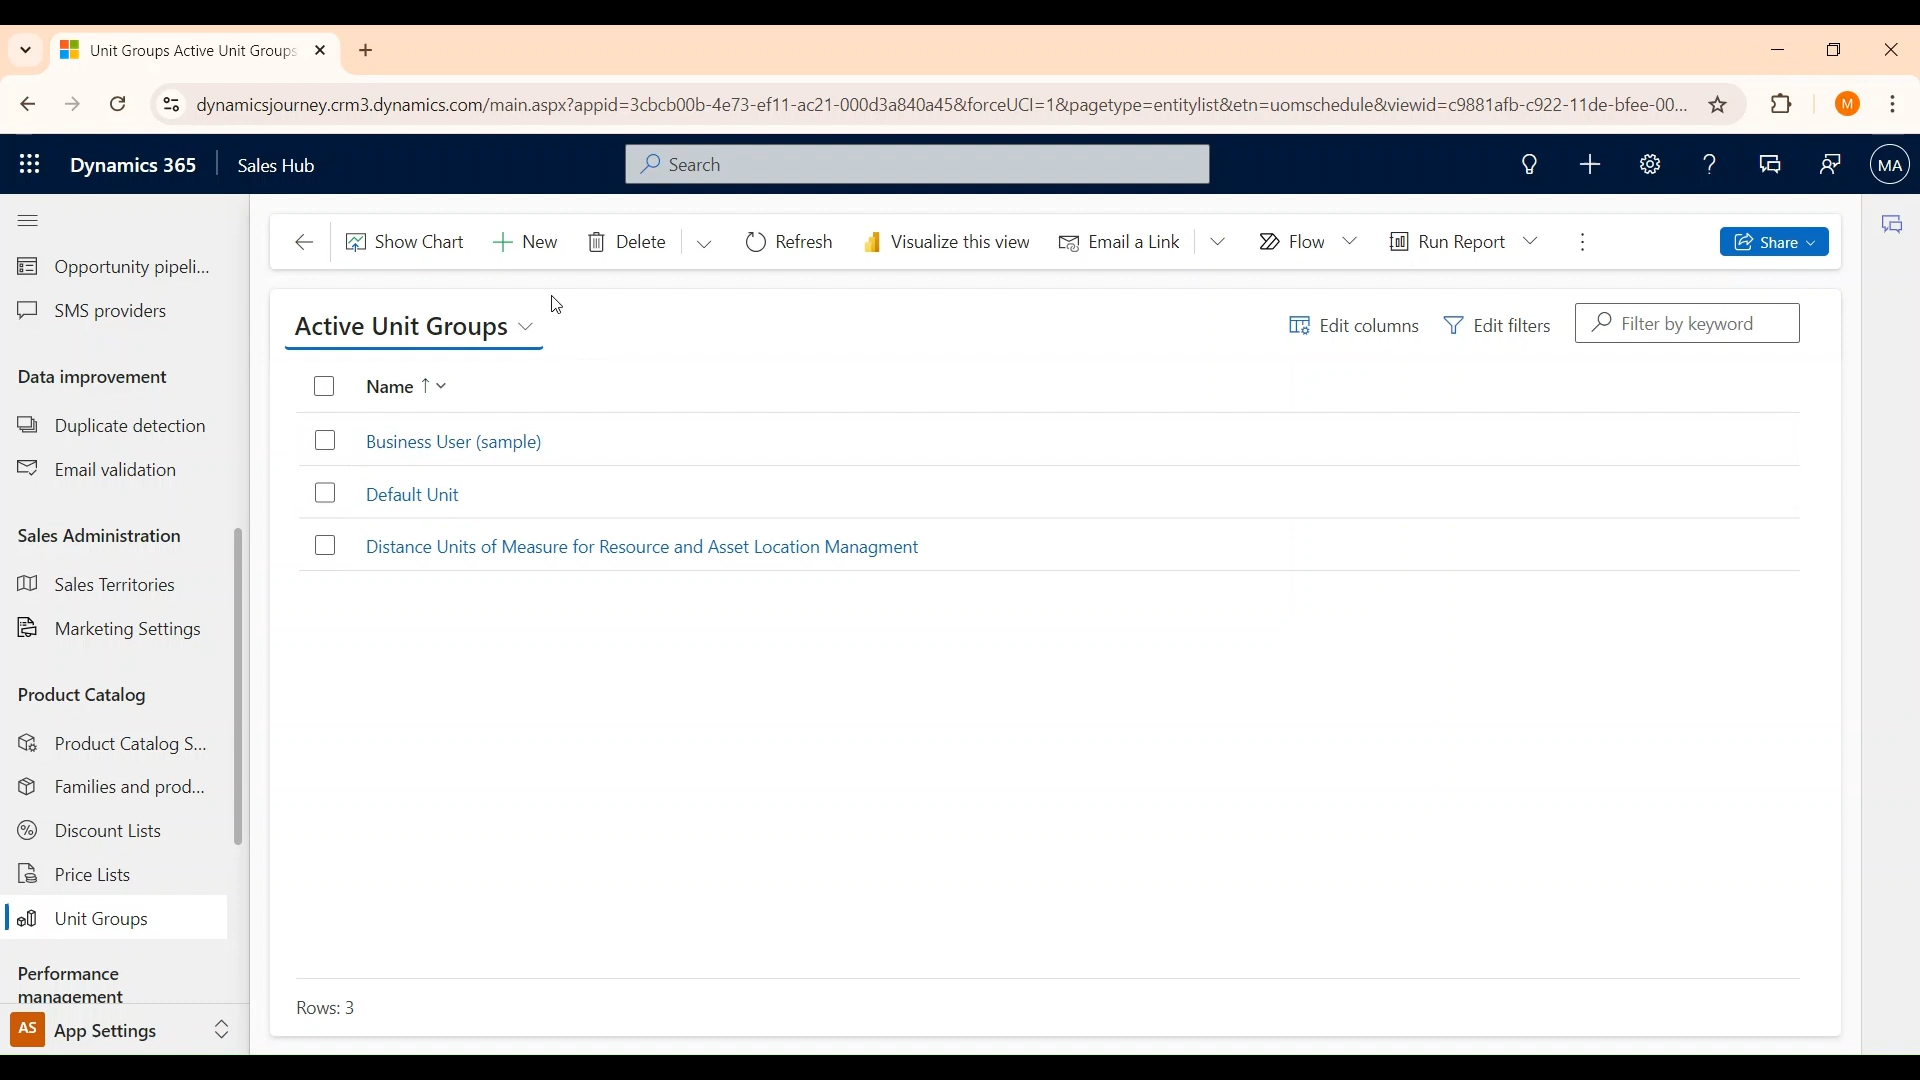 Unit Groups Active Unit Groups
dynamicsjourney.crm3.dynamics.com/main.aspx?appid=3cbcb00b-4e73-ef11-ac21-000d3a840a45&forceUCI=1&pagetype=entitylist&etn=uomschedule&viewid=c9881afb-c922-11de-bfee-00...
M
Dynamics 365
Sales Hub
Search
MA
Show Chart
New
Delete
Refresh
Visualize this view
Email a Link
Flow
Run Report
Share
Opportunity pipeli...
SMS providers
Data improvement
Duplicate detection
Email validation
Sales Administration
Sales Territories
Marketing Settings
Product Catalog
Product Catalog S...
Families and prod...
Discount Lists
Price Lists
Unit Groups
Performance
management
AS
App Settings
Active Unit Groups
Edit columns
Edit filters
Filter by keyword
Name
Business User (sample)
Default Unit
Distance Units of Measure for Resource and Asset Location Managment
Rows: 3